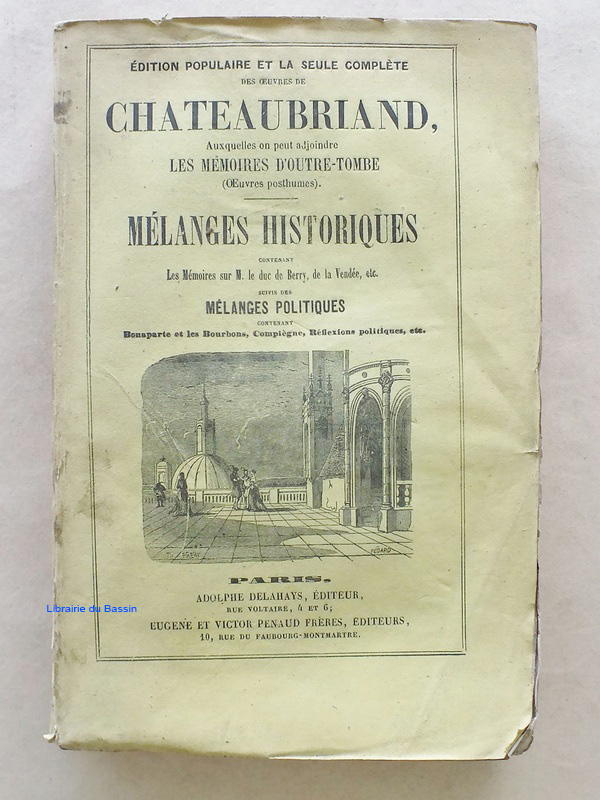 ÉDITION POPULAIRE ET LA SEULE COMPLÈTE
DES ŒUVRES DE
CHATEAUBRIAND,
Auxquelles on peut adjoindre
LES MÉMOIRES D'OUTRE-TOMBE
(Œuvres posthumes).
MÉLANGES HISTORIQUES
CONTENANT
Les Mémoires sur M. le duc de Berry, de la Vendée, etc.
SUIVIS DES
MÉLANGES POLITIQUES
CONTENANT
Bonaparte et les Bourbons, Compiègne, Réflexions politiques, etc.
PARIS,
ADOLPHE DELAHAYS, ÉDITEUR,
RUE VOLTAIRE, 4 ET 6;
Librairie du Bassin
EUGÈNE ET VICTOR PENAUD FRÈRES, ÉDITEURS,
10, RUE DU FAUBOURG-MONTMARTRE.